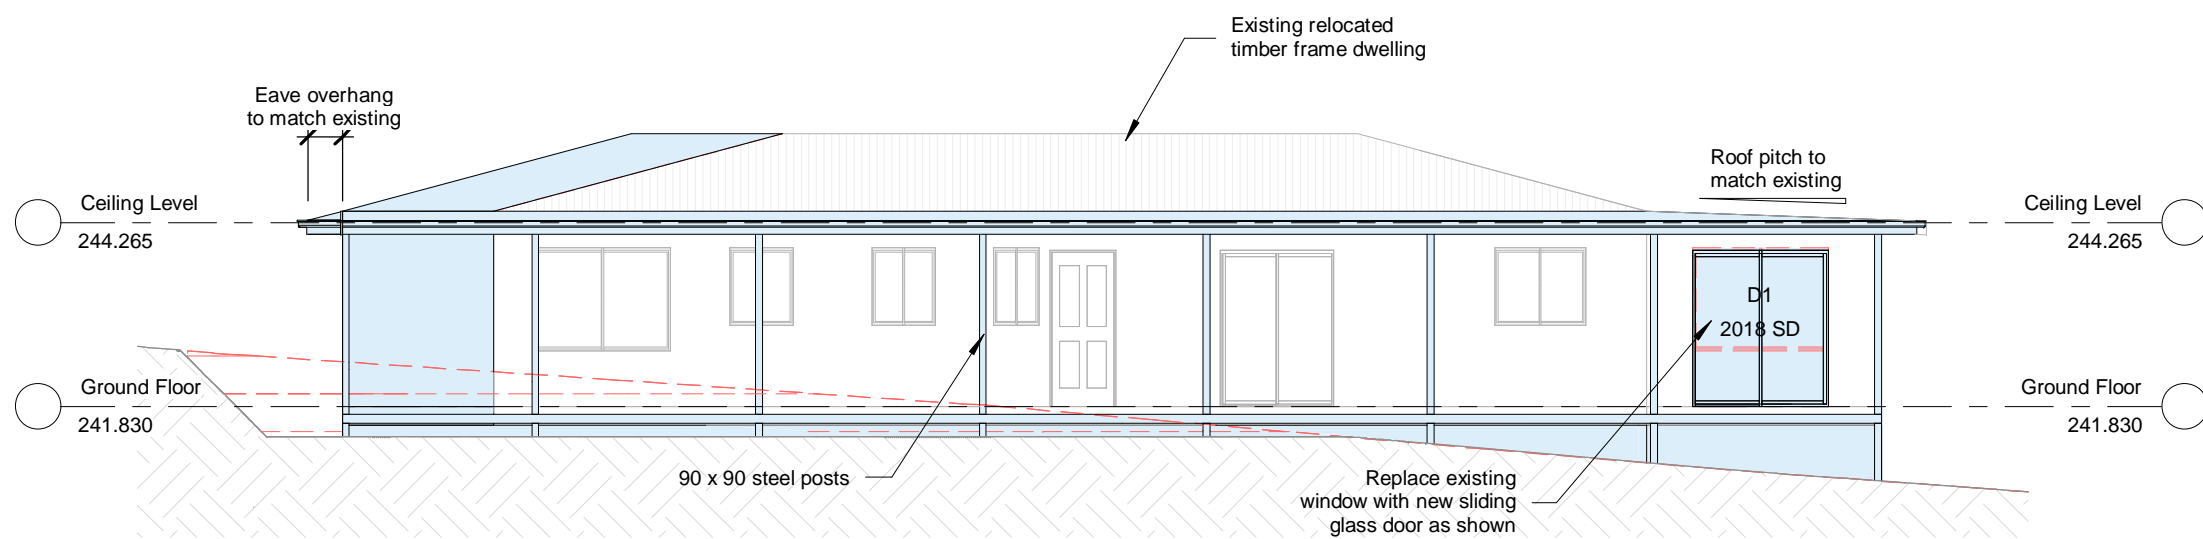 Existing relocated
timber frame dwelling
Eave overhang
to match existing
Roof pitch to
match existing
Ceiling Level
244.265
Ceiling Level
244.265
D1
2018 SD
Ground Floor
241.830
Ground Floor
241.830
90 x 90 steel posts
Replace existing
window with new sliding
glass door as shown